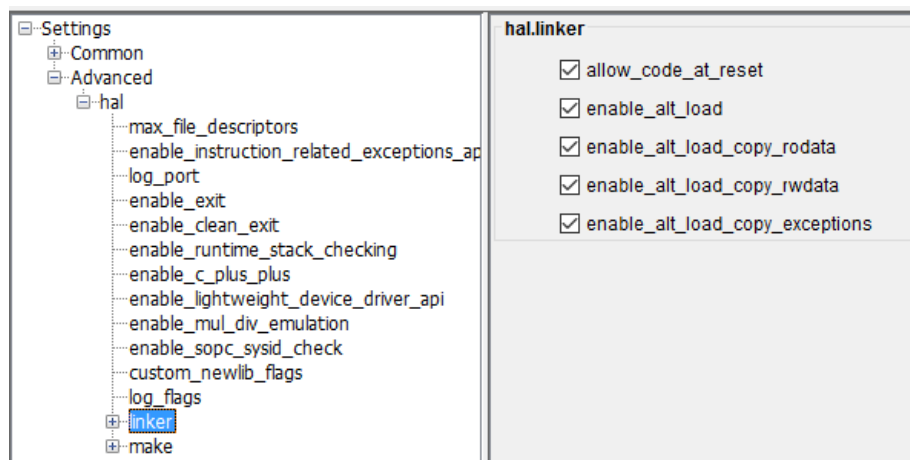 Settings
Common
Advanced
hal
max_file_descriptors
enable_instruction_related_exceptions_ap
log_port
enable_exit
enable_clean_exit
enable_runtime_stack_checking
enable_c_plus_plus
enable_lightweight_device_driver_api
enable_mul_div_emulation
enable_sopc_sysid_check
custom_newlib_flags
log_flags
linker
make
hal.linker
allow_code_at_reset
enable_alt_load
enable_alt_load_copy_rodata
enable_alt_load_copy_rwdata
enable_alt_load_copy_exceptions